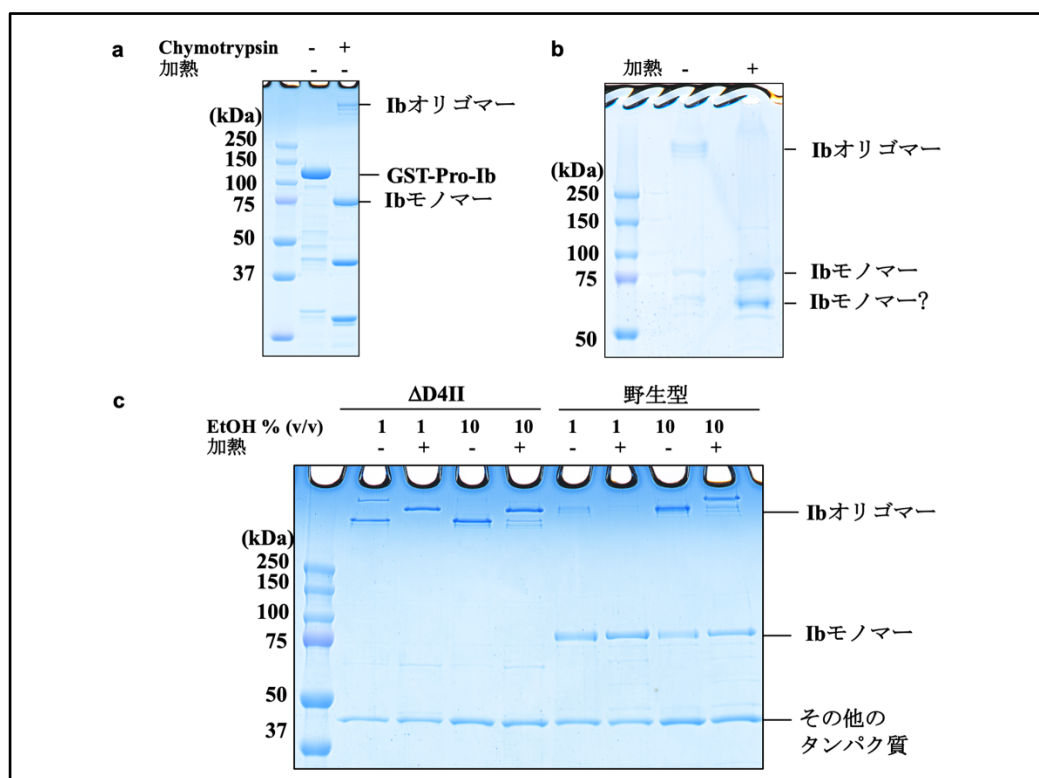 a
Chymotrypsin - +
加熱 - -
(kDa)
250
150
100
75
50
37
Ibオリゴマー
GST-Pro-Ib
Ibモノマー
b
加熱 - +
(kDa)
250
150
100
75
50
Ibオリゴマー
Ibモノマー
Ibモノマー?
c
ΔD4II 野生型
EtOH % (v/v) 1 1 10 10 1 1 10 10
加熱 - + - + - + - +
(kDa)
250
150
100
75
50
37
Ibオリゴマー
Ibモノマー
その他の
タンパク質